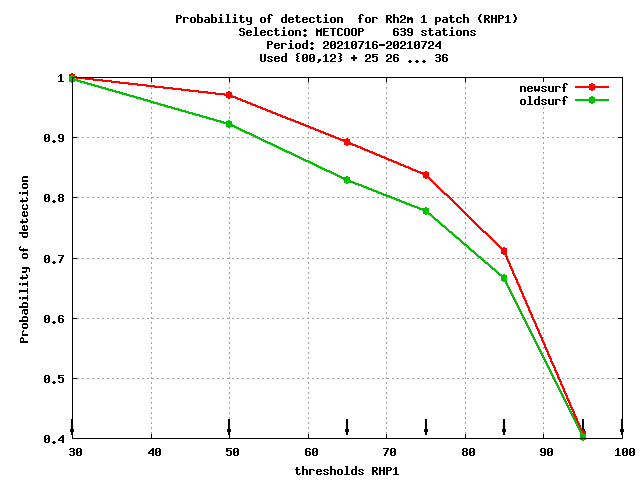 Probability of detection  for Rh2m 1 patch (RHP1)
Selection: METCOOP    639 stations
Period: 20210716-20210724
Used {00,12} + 25 26 ... 36
newsurf
oldsurf
Probability of detection
1
0.9
0.8
0.7
0.6
0.5
0.4
30 40 50 60 70 80 90 100
thresholds RHP1